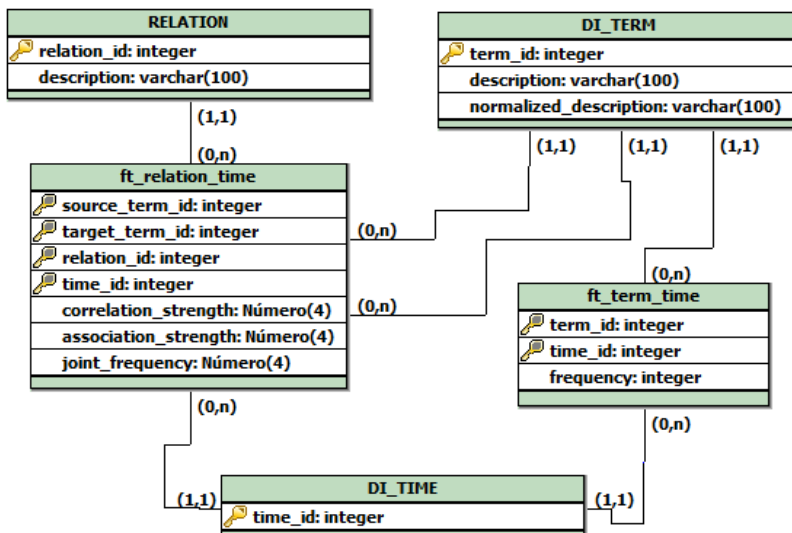 RELATION
relation_id: integer
description: varchar(100)
DI_TERM
term_id: integer
description: varchar(100)
normalized_description: varchar(100)
(1,1)
(0,n)
(1,1)
(1,1)
(1,1)
ft_relation_time
source_term_id: integer
target_term_id: integer
relation_id: integer
time_id: integer
correlation_strength: Número(4)
association_strength: Número(4)
joint_frequency: Número(4)
(0,n)
(0,n)
(0,n)
ft_term_time
term_id: integer
time_id: integer
frequency: integer
(0,n)
(0,n)
(1,1)
(1,1)
DI_TIME
time_id: integer